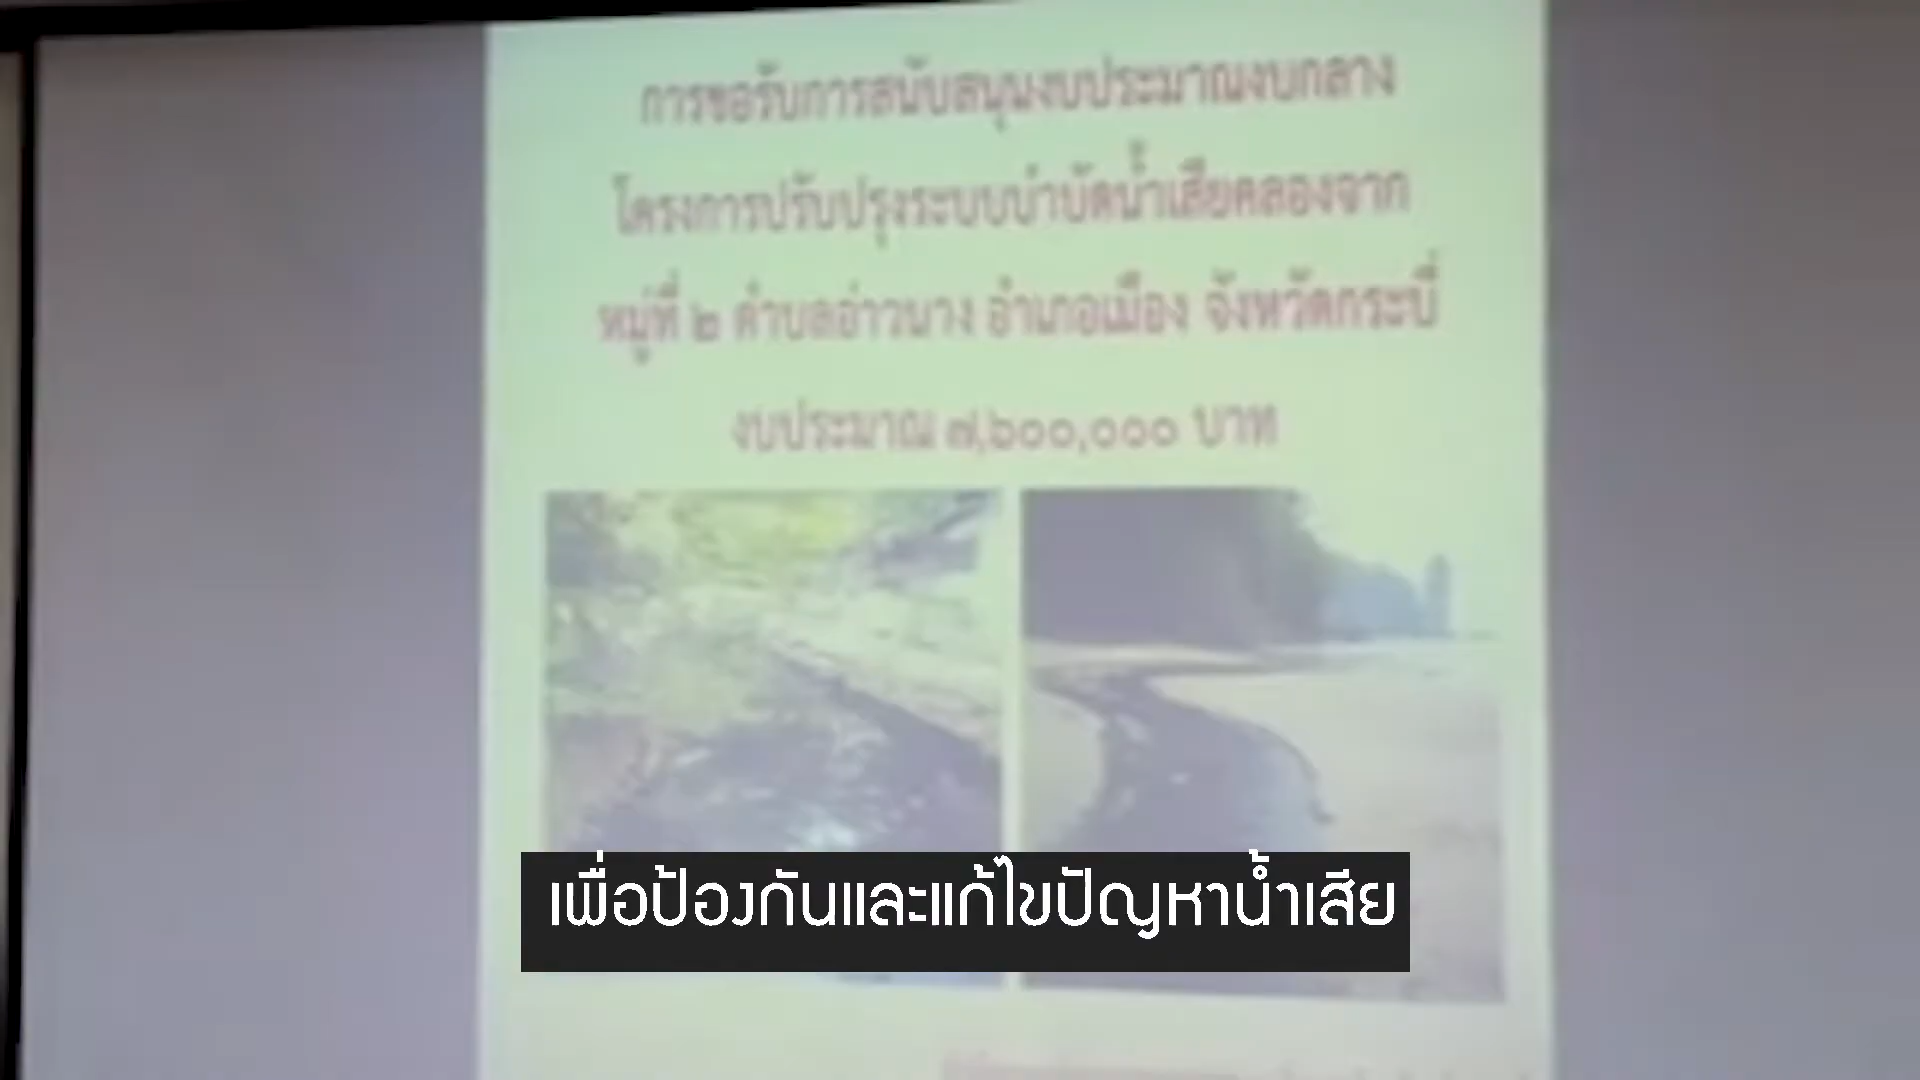 การขอรับการสนับสนุนงบประมาณงบกลาง
โครงการปรับปรุงระบบบำบัดน้ำเสียคลองจาก
หมู่ที่ ๒ ตำบลอ่าวนาง อำเภอเมือง จังหวัดกระบี่
งบประมาณ ๗,๖๐๐,๐๐๐ บาท
เพื่อป้องกันและแก้ไขปัญหาน้ำเสีย